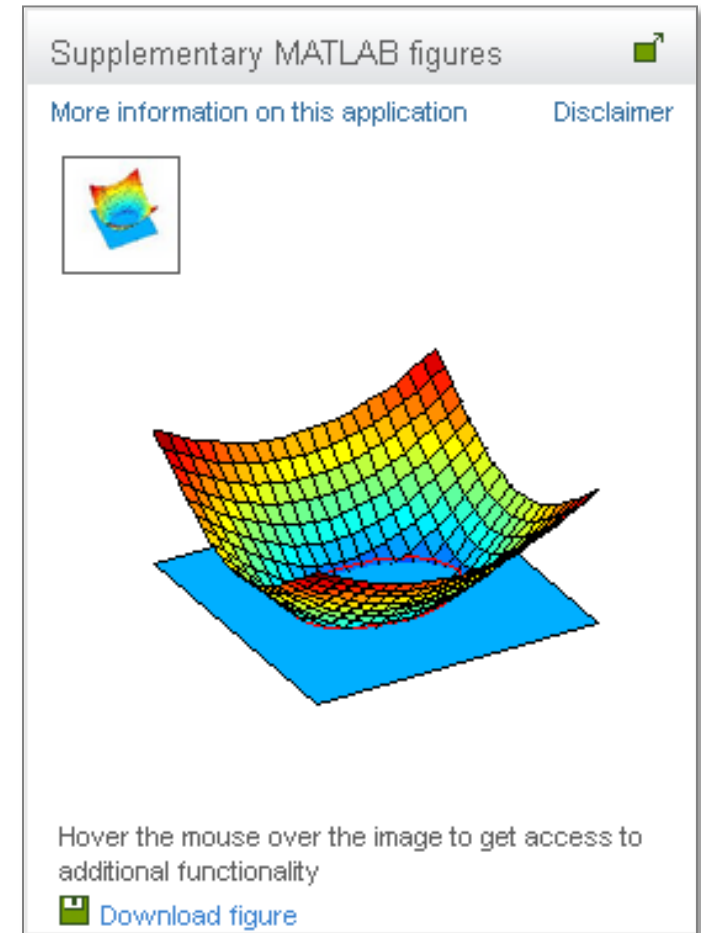 Supplementary MATLAB figures
More information on this application Disclaimer
Hover the mouse over the image to get access to
additional functionality
Download figure